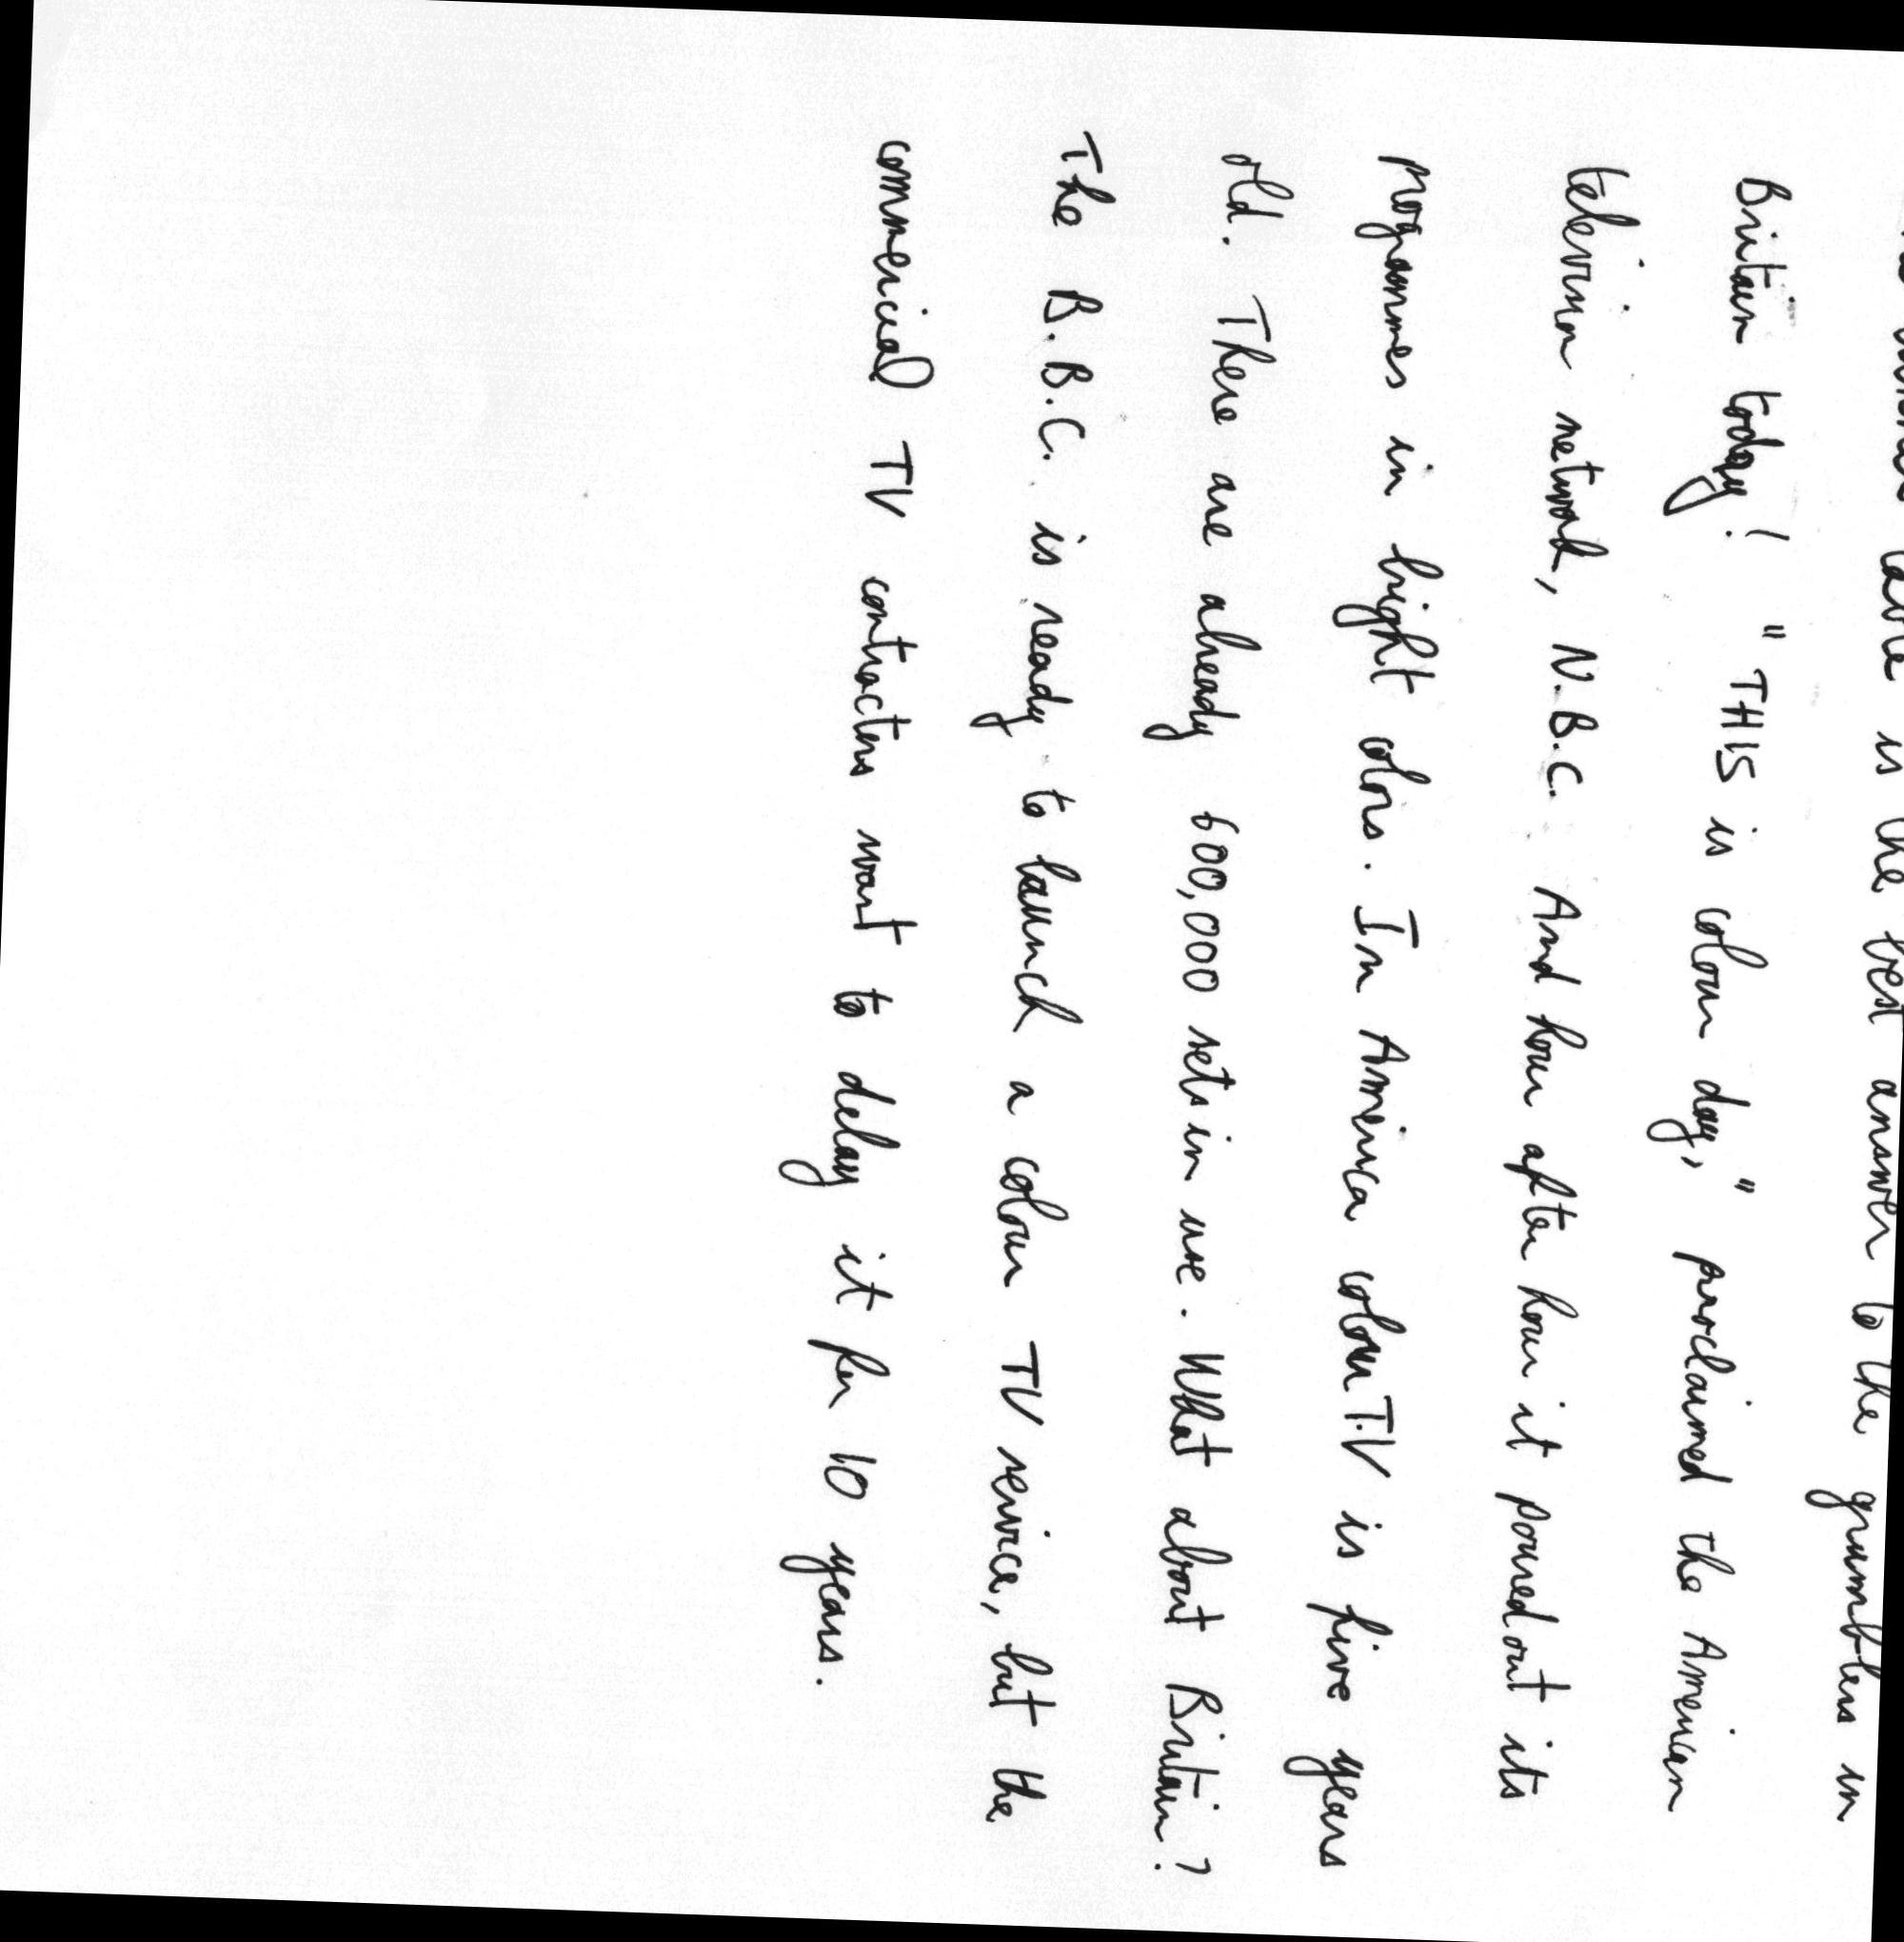 table is the best answer to the grumblers in
Britain today! "THIS is colour day," proclaimed the American
television network, N.B.C. And hour after hour it poured out its
programmes in bright colors. In America colour T.V is five years
old. There are already 600,000 sets in use. What about Britain?
The B.B.C. is ready to launch a colour TV service, but the
commercial TV contractors want to delay it for 10 years.